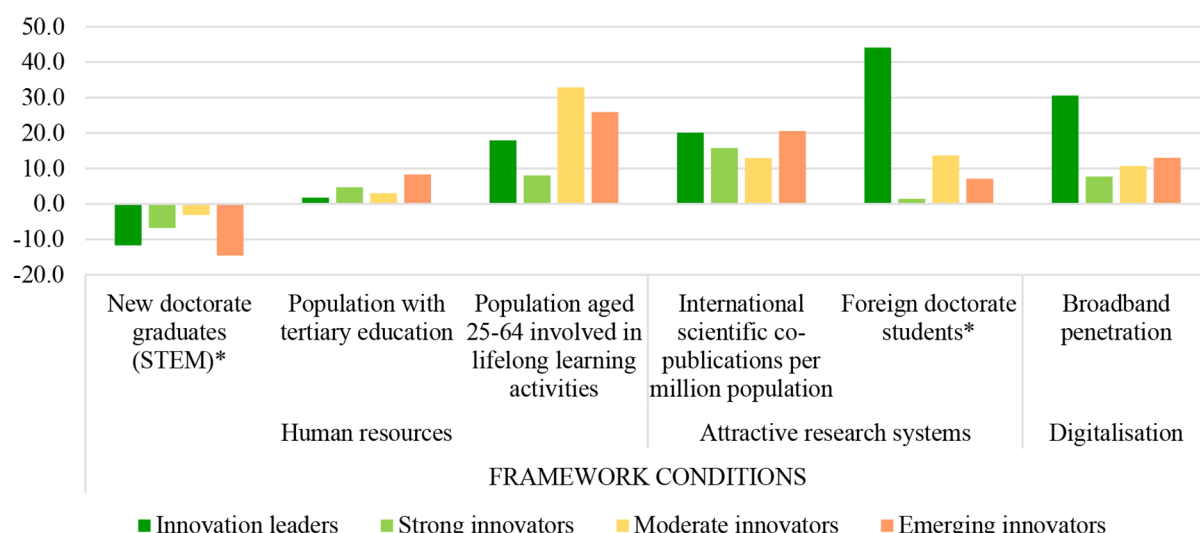 50.0
40.0
30.0
20.0
10.0
0.0
-10.0
-20.0
New doctorate
graduates
(STEM)*
Population with
tertiary education
Population aged
25-64 involved in
lifelong learning
activities
International
scientific co-
publications per
million population
Foreign doctorate
students*
Broadband
penetration
Human resources
Attractive research systems
Digitalisation
FRAMEWORK CONDITIONS
Innovation leaders
Strong innovators
Moderate innovators
Emerging innovators